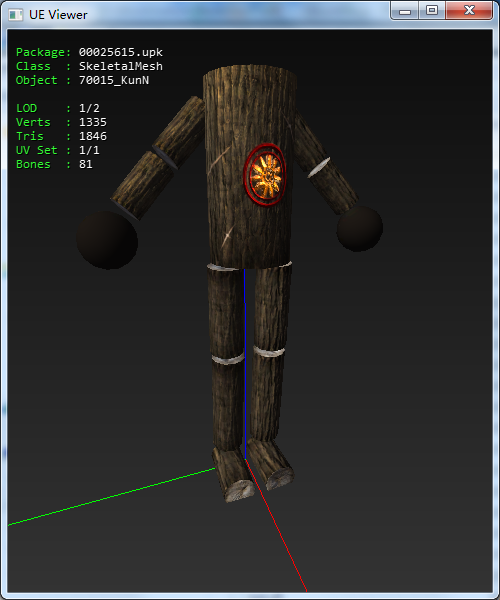 UE Viewer
Package: 00025615.upk
Class : SkeletalMesh
Object : 70015_KunN
LOD : 1/2
Verts : 1335
Tris : 1846
UV Set : 1/1
Bones : 81